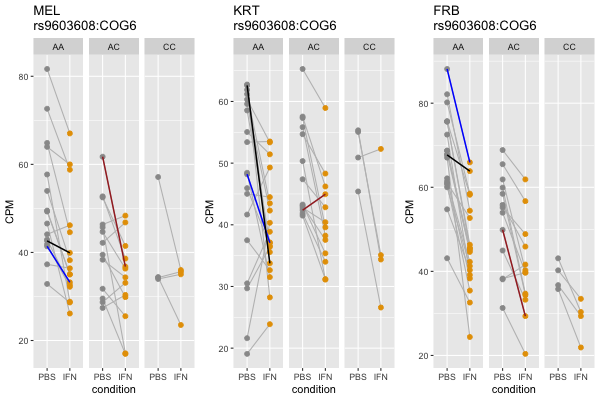 MEL
rs9603608:COG6
AA AC CC
CPM
80
60
40
20
PBS IFN PBS IFN PBS IFN
condition
KRT
rs9603608:COG6
AA AC CC
CPM
60
50
40
30
20
PBS IFN PBS IFN PBS IFN
condition
FRB
rs9603608:COG6
AA AC CC
CPM
80
60
40
20
PBS IFN PBS IFN PBS IFN
condition